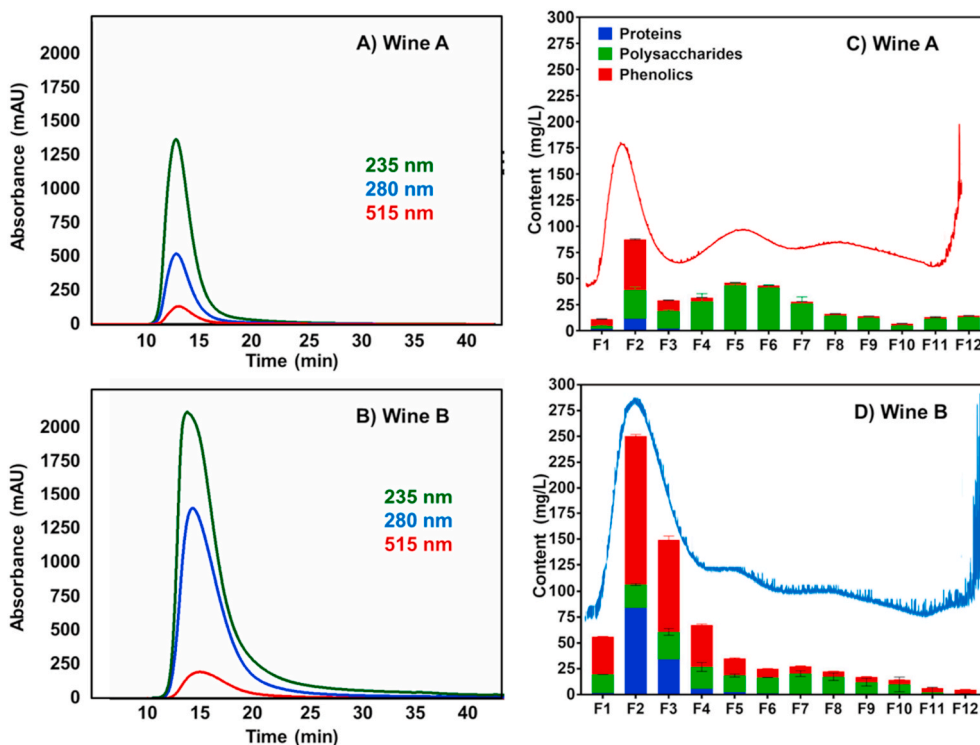 A) Wine A
2000
1750
1500
1250
1000
750
500
250
0
Absorbance (mAU)
235 nm
280 nm
515 nm
10 15 20 25 30 35 40
Time (min)
B) Wine B
2000
1750
1500
1250
1000
750
500
250
0
Absorbance (mAU)
235 nm
280 nm
515 nm
10 15 20 25 30 35 40
Time (min)
C) Wine A
Proteins
Polysaccharides
Phenolics
300
275
250
225
200
175
150
125
100
75
50
25
0
Content (mg/L)
F1 F2 F3 F4 F5 F6 F7 F8 F9 F10 F11 F12
D) Wine B
300
275
250
225
200
175
150
125
100
75
50
25
0
Content (mg/L)
F1 F2 F3 F4 F5 F6 F7 F8 F9 F10 F11 F12